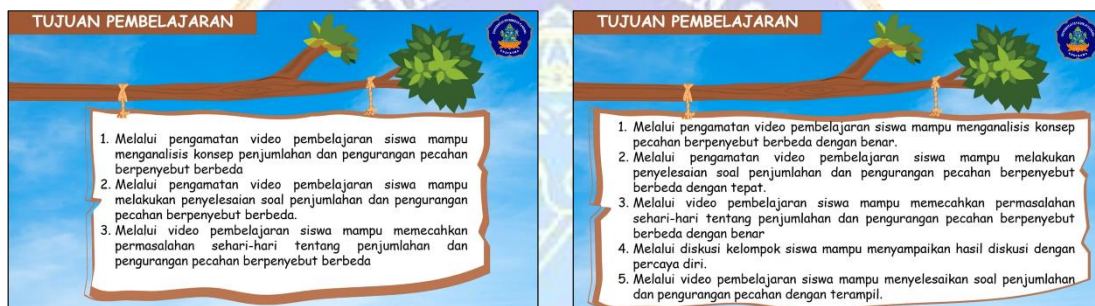 TUJUAN PEMBELAJARAN
1. Melalui pengamatan video pembelajaran siswa mampu
menganalisis konsep penjumlahan dan pengurangan pecahan
berpenyebut berbeda
2. Melalui pengamatan video pembelajaran siswa mampu
melakukan penyelesaian soal penjumlahan dan pengurangan
pecahan berpenyebut berbeda.
3. Melalui video pembelajaran siswa mampu memecahkan
permasalahan sehari-hari tentang penjumlahan dan
pengurangan pecahan berpenyebut berbeda
TUJUAN PEMBELAJARAN
1. Melalui pengamatan video pembelajaran siswa mampu menganalisis konsep
pecahan berpenyebut berbeda dengan benar.
2. Melalui pengamatan video pembelajaran siswa mampu melakukan
penyelesaian soal penjumlahan dan pengurangan pecahan berpenyebut
berbeda dengan tepat.
3. Melalui video pembelajaran siswa mampu memecahkan permasalahan
sehari-hari tentang penjumlahan dan pengurangan pecahan berpenyebut
berbeda dengan benar
4. Melalui diskusi kelompok siswa mampu menyampaikan hasil diskusi dengan
percaya diri.
5. Melalui video pembelajaran siswa mampu menyelesaikan soal penjumlahan
dan pengurangan pecahan dengan terampil.